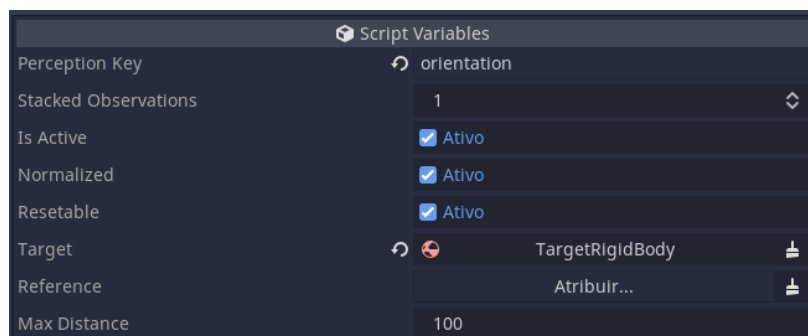 Script Variables
Perception Key orientation
Stacked Observations 1
Is Active Ativo
Normalized Ativo
Resetable Ativo
Target TargetRigidBody
Reference Atribuir...
Max Distance 100